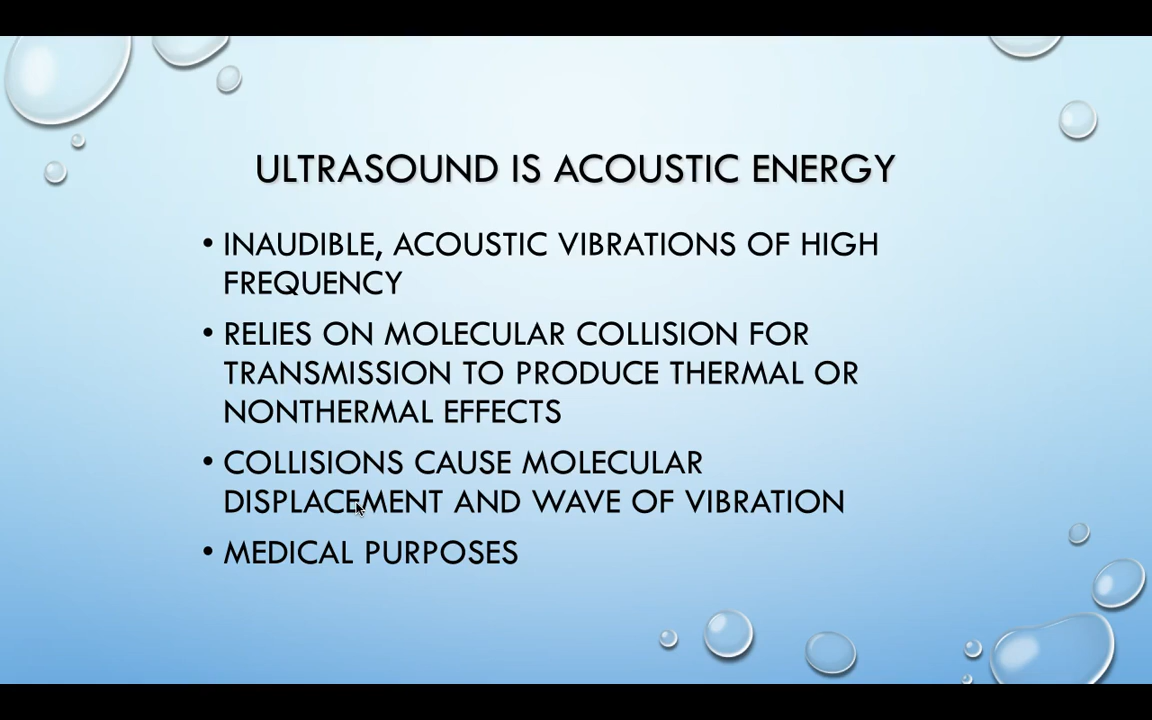 ULTRASOUND IS ACOUSTIC ENERGY
• INAUDIBLE, ACOUSTIC VIBRATIONS OF HIGH
FREQUENCY
• RELIES ON MOLECULAR COLLISION FOR
TRANSMISSION TO PRODUCE THERMAL OR
NONTHERMAL EFFECTS
• COLLISIONS CAUSE MOLECULAR
DISPLACEMENT AND WAVE OF VIBRATION
• MEDICAL PURPOSES